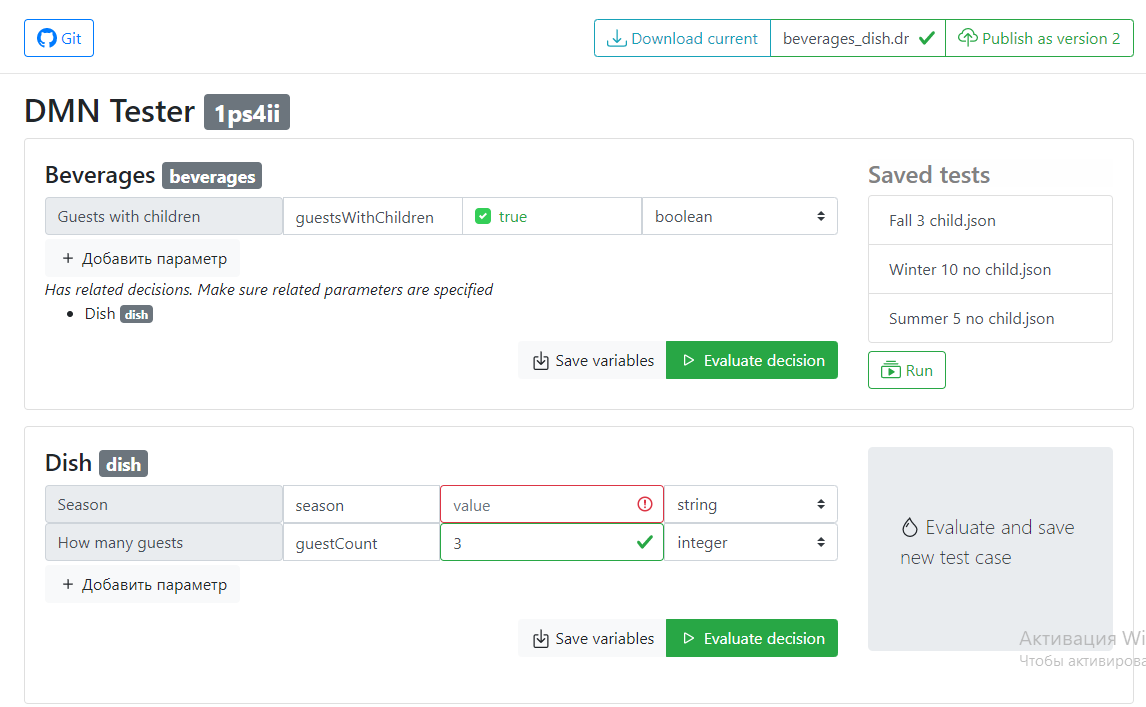 Git
Download current beverages_dish.dr Publish as version 2
DMN Tester 1ps4ii
Beverages beverages
Guests with children guestsWithChildren true boolean
+ Добавить параметр
Has related decisions. Make sure related parameters are specified
• Dish dish
Save variables Evaluate decision
Saved tests
Fall 3 child.json
Winter 10 no child.json
Summer 5 no child.json
Run
Dish dish
Season season value string
How many guests guestCount 3 integer
+ Добавить параметр
Save variables Evaluate decision
Evaluate and save
new test case
Активация Wi
Чтобы активирова